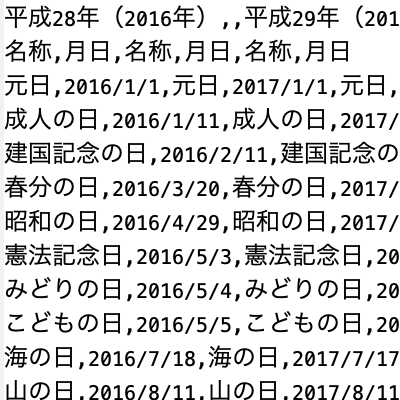 平成28年（2016年）,,平成29年（201
名称,月日,名称,月日,名称,月日
元日,2016/1/1,元日,2017/1/1,元日,
成人の日,2016/1/11,成人の日,2017/
建国記念の日,2016/2/11,建国記念の
春分の日,2016/3/20,春分の日,2017/
昭和の日,2016/4/29,昭和の日,2017/
憲法記念日,2016/5/3,憲法記念日,20
みどりの日,2016/5/4,みどりの日,20
こどもの日,2016/5/5,こどもの日,20
海の日,2016/7/18,海の日,2017/7/17
山の日,2016/8/11,山の日,2017/8/11